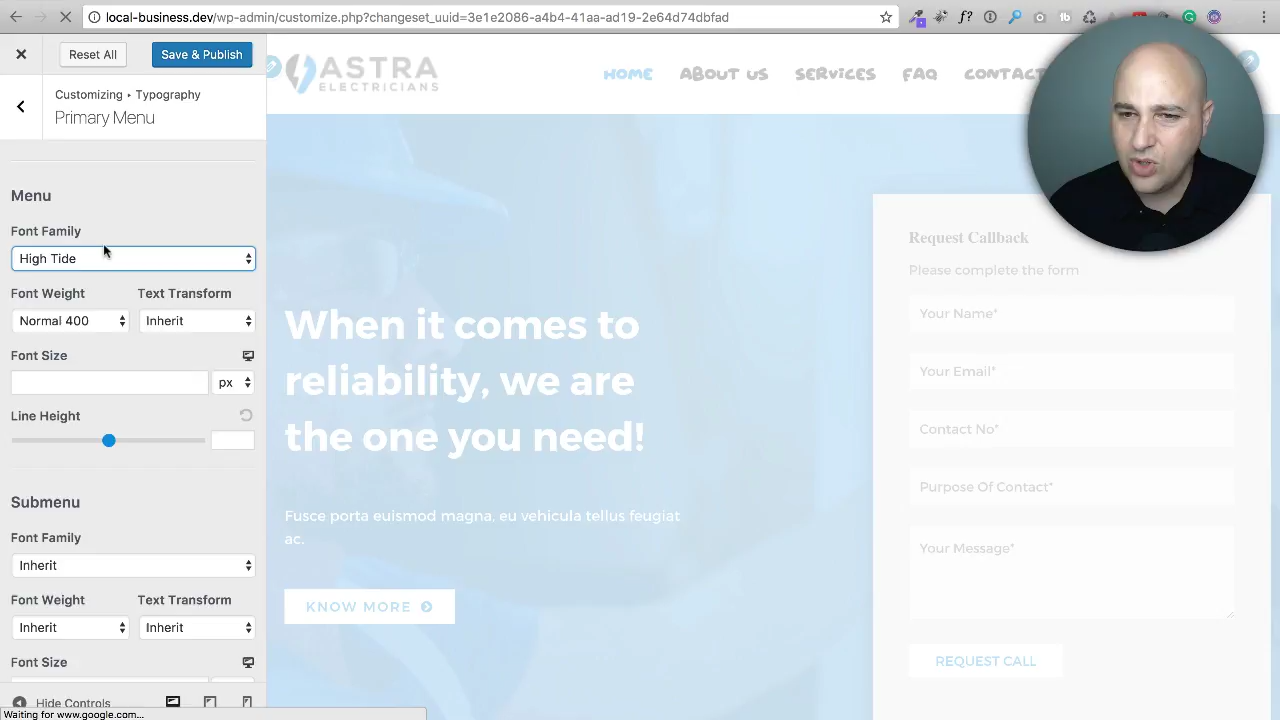 local-business.dev/wp-admin/customize.php?changeset_uuid=3e1e2086-a4b4-41aa-ad19-2e64d74dbfad
Reset All
Save & Publish
Customizing ▸ Typography
Primary Menu
Menu
Font Family
High Tide
Font Weight
Text Transform
Normal 400
Inherit
Font Size
px
Line Height
Submenu
Font Family
Inherit
Font Weight
Text Transform
Inherit
Inherit
Font Size
Hide Controls
Waiting for www.google.com...
ASTRA
ELECTRICIANS
HOME ABOUT US SERVICES FAQ CONTACT
When it comes to
reliability, we are
the one you need!
Fusce porta euismod magna, eu vehicula tellus feugiat
ac.
KNOW MORE
Request Callback
Please complete the form
Your Name*
Your Email*
Contact No*
Purpose Of Contact*
Your Message*
REQUEST CALL